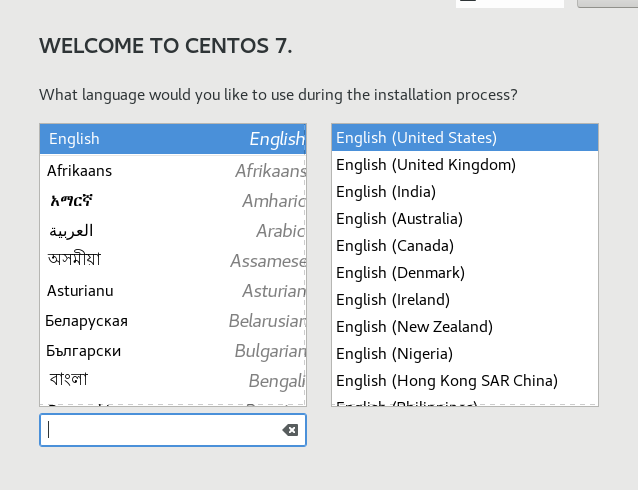 WELCOME TO CENTOS 7.
What language would you like to use during the installation process?
English English
Afrikaans Afrikaans
አማርኛ Amharic
العربية Arabic
অসমীয়া Assamese
Asturianu Asturian
Беларуская Belarusian
Български Bulgarian
বাংলা Bengali
English (United States)
English (United Kingdom)
English (India)
English (Australia)
English (Canada)
English (Denmark)
English (Ireland)
English (New Zealand)
English (Nigeria)
English (Hong Kong SAR China)
English (Philippines)